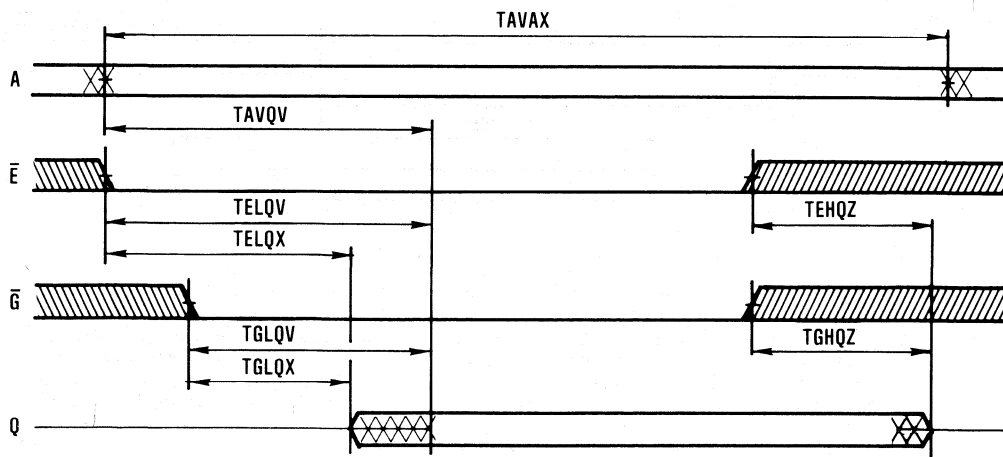 TAVAX
A
TAVQV
E̅
TELQV
TEHQZ
TELQX
G̅
TGLQV
TGHQZ
TGLQX
Q